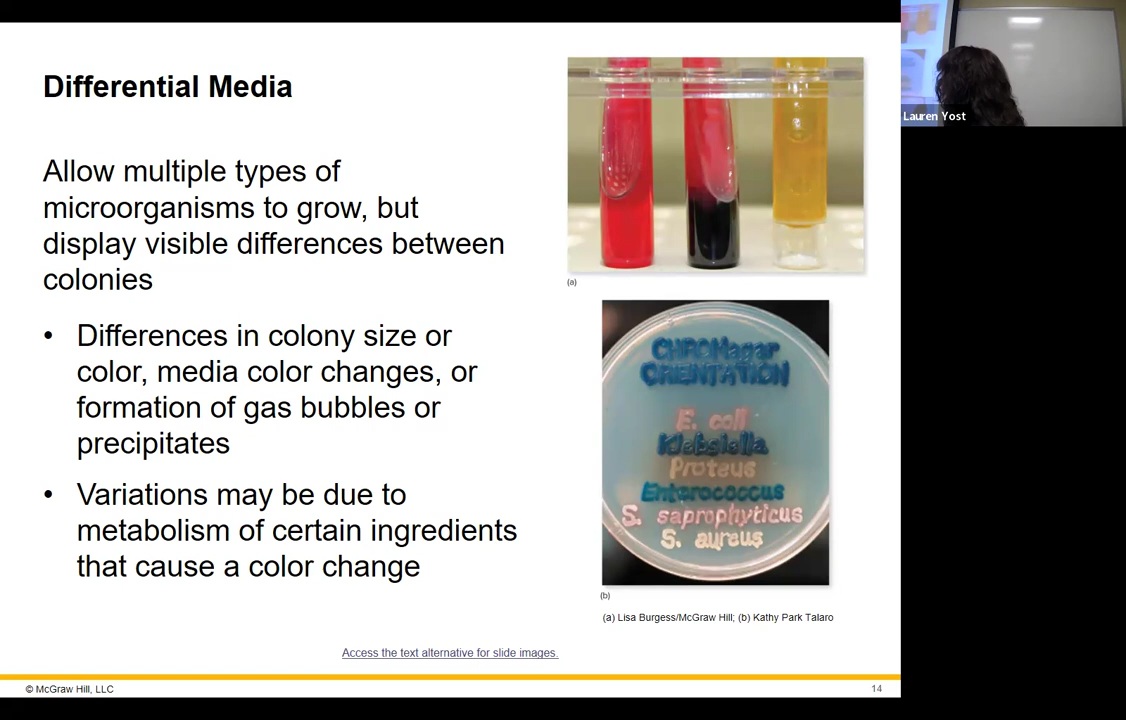 Differential Media
Allow multiple types of
microorganisms to grow, but
display visible differences between
colonies
• Differences in colony size or
color, media color changes, or
formation of gas bubbles or
precipitates
• Variations may be due to
metabolism of certain ingredients
that cause a color change
(a)
CHROMagar
ORIENTATION
E. coli
Klebsiella
Proteus
Enterococcus
S. saprophyticus
S. aureus
(b)
(a) Lisa Burgess/McGraw Hill; (b) Kathy Park Talaro
Access the text alternative for slide images.
© McGraw Hill, LLC
14
Lauren Yost